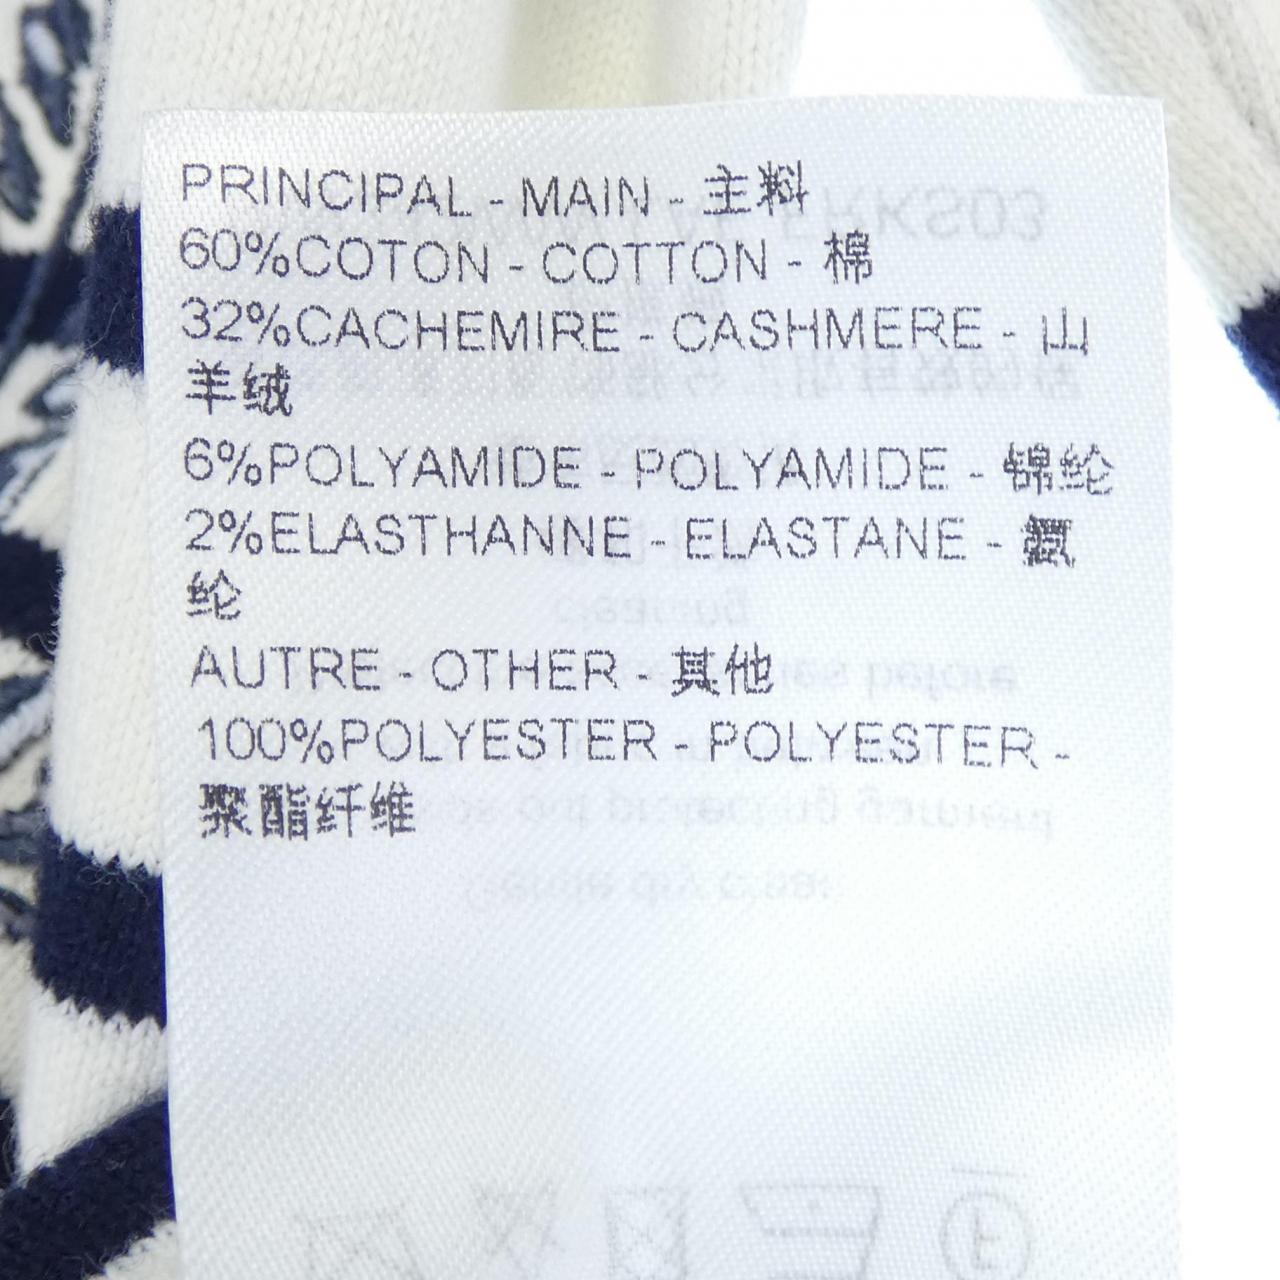 PRINCIPAL - MAIN - 主料
60%COTON - COTTON - 棉
32%CACHEMIRE - CASHMERE - 山
羊绒
6%POLYAMIDE - POLYAMIDE - 锦纶
2%ELASTHANNE - ELASTANE - 氨
纶
AUTRE - OTHER - 其他
100%POLYESTER - POLYESTER -
聚酯纤维